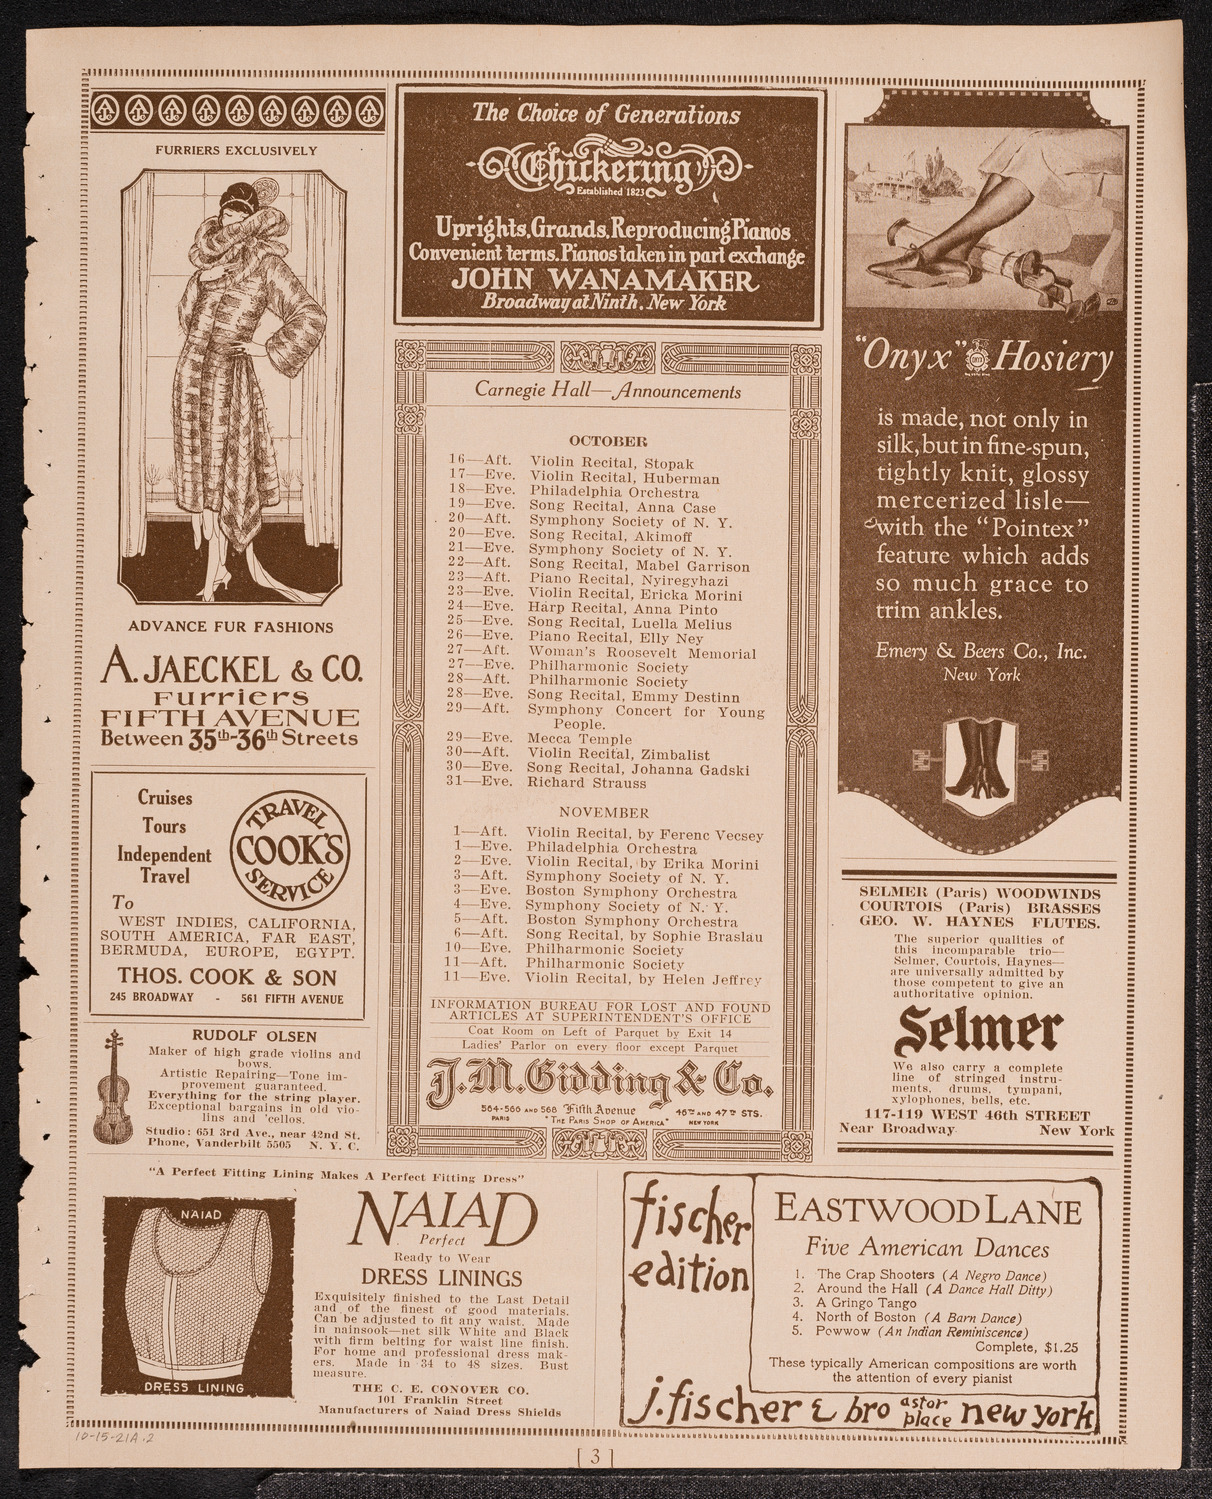 FURRIERS EXCLUSIVELY
ADVANCE FUR FASHIONS
A. JAECKEL & CO.
Furriers
FIFTH AVENUE
Between 35th-36th Streets
Cruises
Tours
Independent
Travel
To
TRAVEL
COOK'S
SERVICE
WEST INDIES, CALIFORNIA,
SOUTH AMERICA, FAR EAST,
BERMUDA, EUROPE, EGYPT.
THOS. COOK & SON
245 BROADWAY - 561 FIFTH AVENUE
RUDOLF OLSEN
Maker of high grade violins and
bows.
Artistic Repairing—Tone im-
provement guaranteed.
Everything for the string player.
Exceptional bargains in old vio-
lins and 'cellos.
Studio: 651 3rd Ave., near 42nd St.
Phone, Vanderbilt 5505 N. Y. C.
The Choice of Generations
Chickering
Established 1823
Uprights, Grands, Reproducing Pianos
Convenient terms. Pianos taken in part exchange
JOHN WANAMAKER
Broadway at Ninth, New York
Carnegie Hall—Announcements
OCTOBER
16—Aft. Violin Recital, Stopak
17—Eve. Violin Recital, Huberman
18—Eve. Philadelphia Orchestra
19—Eve. Song Recital, Anna Case
20—Aft. Symphony Society of N. Y.
20—Eve. Song Recital, Akimoff
21—Eve. Symphony Society of N. Y.
22—Aft. Song Recital, Mabel Garrison
23—Aft. Piano Recital, Nyiregyhazi
23—Eve. Violin Recital, Ericka Morini
24—Eve. Harp Recital, Anna Pinto
25—Eve. Song Recital, Luella Melius
26—Eve. Piano Recital, Elly Ney
27—Aft. Woman's Roosevelt Memorial
27—Eve. Philharmonic Society
28—Aft. Philharmonic Society
28—Eve. Song Recital, Emmy Destinn
29—Aft. Symphony Concert for Young
People.
29—Eve. Mecca Temple
30—Aft. Violin Recital, Zimbalist
30—Eve. Song Recital, Johanna Gadski
31—Eve. Richard Strauss
NOVEMBER
1—Aft. Violin Recital, by Ferenc Vecsey
1—Eve. Philadelphia Orchestra
2—Eve. Violin Recital, by Erika Morini
3—Aft. Symphony Society of N. Y.
3—Eve. Boston Symphony Orchestra
4—Eve. Symphony Society of N. Y.
5—Aft. Boston Symphony Orchestra
6—Aft. Song Recital, by Sophie Braslau
10—Eve. Philharmonic Society
11—Aft. Philharmonic Society
11—Eve. Violin Recital, by Helen Jeffrey
INFORMATION BUREAU FOR LOST AND FOUND
ARTICLES AT SUPERINTENDENT'S OFFICE
Coat Room on Left of Parquet by Exit 14
Ladies' Parlor on every floor except Parquet
J. M. Gidding & Co.
564-566 AND 568 Fifth Avenue 46TH AND 47TH STS.
PARIS "THE PARIS SHOP OF AMERICA" NEW YORK
"Onyx" Hosiery
is made, not only in
silk, but in fine-spun,
tightly knit, glossy
mercerized lisle—
with the "Pointex"
feature which adds
so much grace to
trim ankles.
Emery & Beers Co., Inc.
New York
SELMER (Paris) WOODWINDS
COURTOIS (Paris) BRASSES
GEO. W. HAYNES FLUTES.
The superior qualities of
this incomparable trio—
Selmer, Courtois, Haynes—
are universally admitted by
those competent to give an
authoritative opinion.
Selmer
We also carry a complete
line of stringed instru-
ments, drums, tympani,
xylophones, bells, etc.
117-119 WEST 46th STREET
Near Broadway New York
"A Perfect Fitting Lining Makes A Perfect Fitting Dress"
NAIAD
DRESS LINING
NAIAD
Perfect
Ready to Wear
DRESS LININGS
Exquisitely finished to the Last Detail
and of the finest of good materials.
Can be adjusted to fit any waist. Made
in nainsook—net silk White and Black
with firm belting for waist line finish.
For home and professional dress mak-
ers. Made in 34 to 48 sizes. Bust
measure.
THE C. E. CONOVER CO.
101 Franklin Street
Manufacturers of Naiad Dress Shields
fischer
edition
EASTWOOD LANE
Five American Dances
1. The Crap Shooters (A Negro Dance)
2. Around the Hall (A Dance Hall Ditty)
3. A Gringo Tango
4. North of Boston (A Barn Dance)
5. Powwow (An Indian Reminiscence)
Complete, $1.25
These typically American compositions are worth
the attention of every pianist
j. fischer & bro astor place new york
10-15-21A.2
[ 3 ]